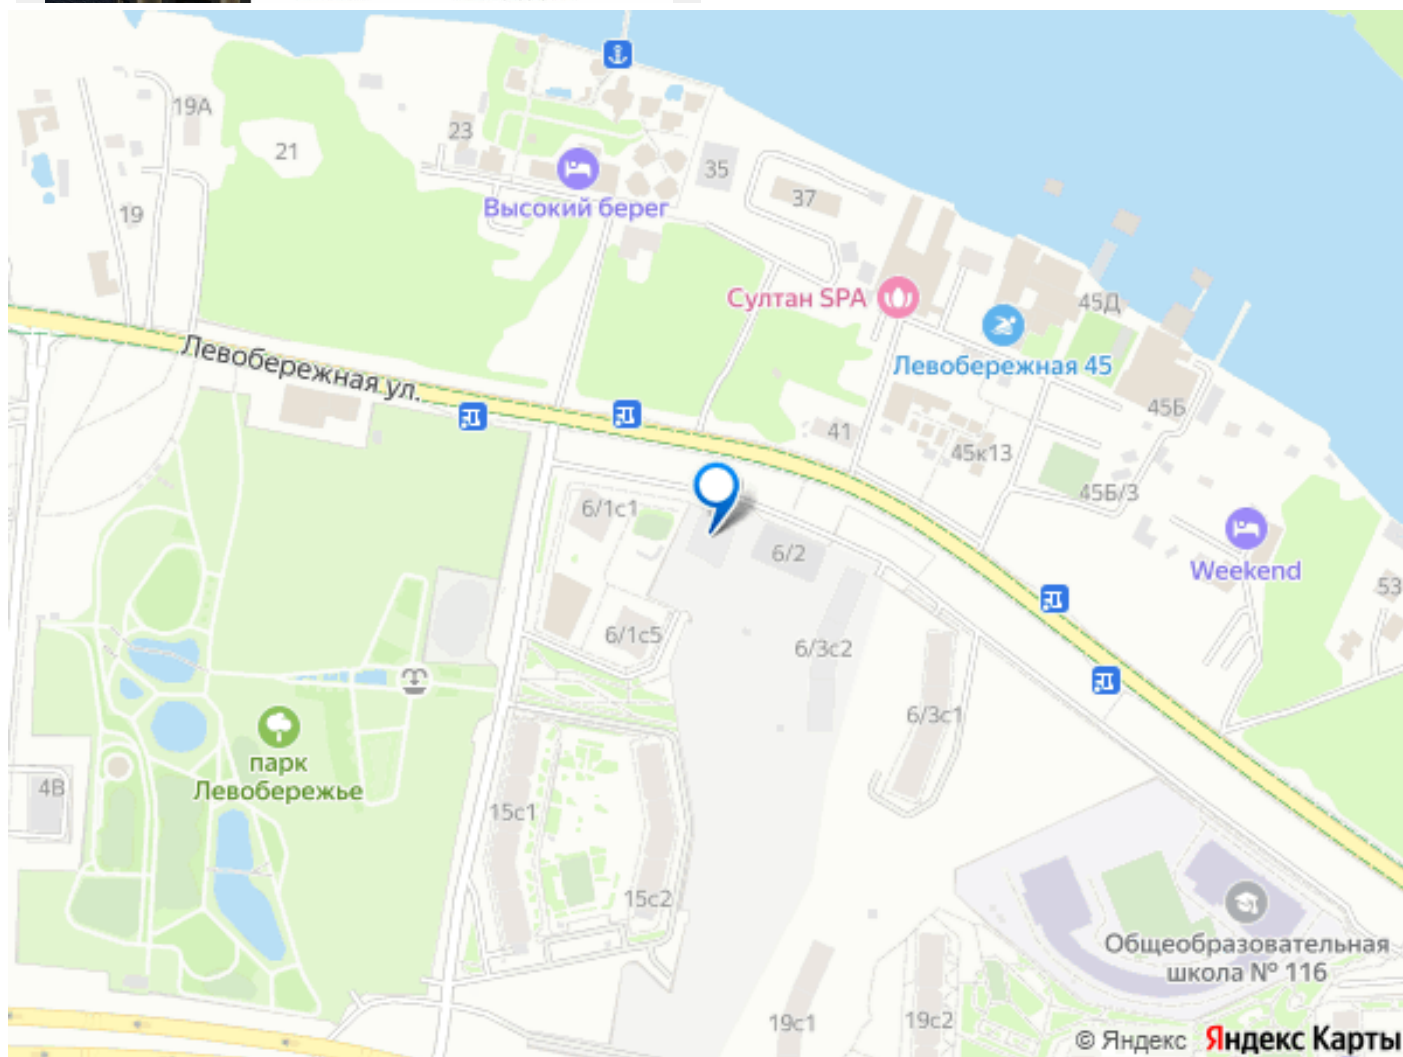 19А
23
21
35
37
Высокий берег
19
Султан SPA
45Д
Левобережная ул.
Левобережная 45
45Б
41
45к13
45Б/3
6/1с1
6/2
Weekend
53
6/1с5
6/3с2
6/3с1
парк
Левобережье
4В
15с1
15с2
Общеобразовательная
школа № 116
19с1
19с2
© Яндекс Яндекс Карты